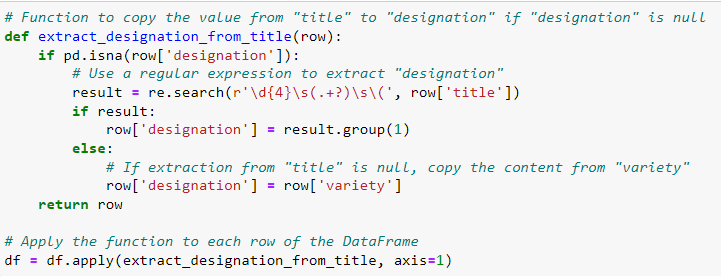 # Function to copy the value from "title" to "designation" if "designation" is null
def extract_designation_from_title(row):
    if pd.isna(row['designation']):
        # Use a regular expression to extract "designation"
        result = re.search(r'\d{4}\s(.+?)\s\(', row['title'])
        if result:
            row['designation'] = result.group(1)
        else:
            # If extraction from "title" is null, copy the content from "variety"
            row['designation'] = row['variety']
    return row

# Apply the function to each row of the DataFrame
df = df.apply(extract_designation_from_title, axis=1)